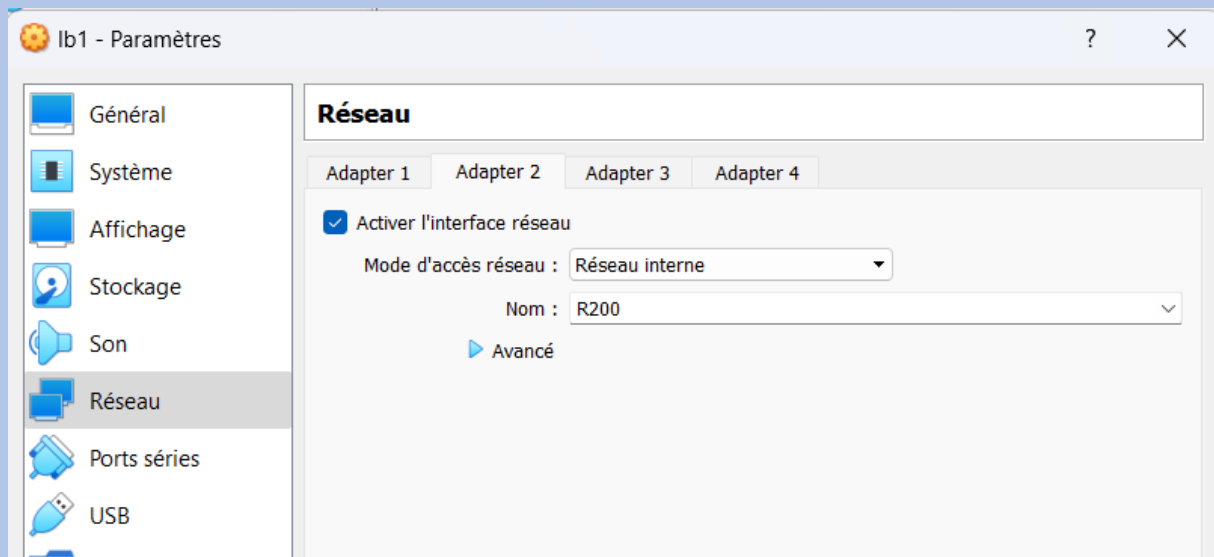 lb1 - Paramètres ?
Général
Système
Affichage
Stockage
Son
Réseau
Ports séries
USB
Réseau
Adapter 1 Adapter 2 Adapter 3 Adapter 4
Activer l'interface réseau
Mode d'accès réseau : Réseau interne
Nom : R200
Avancé